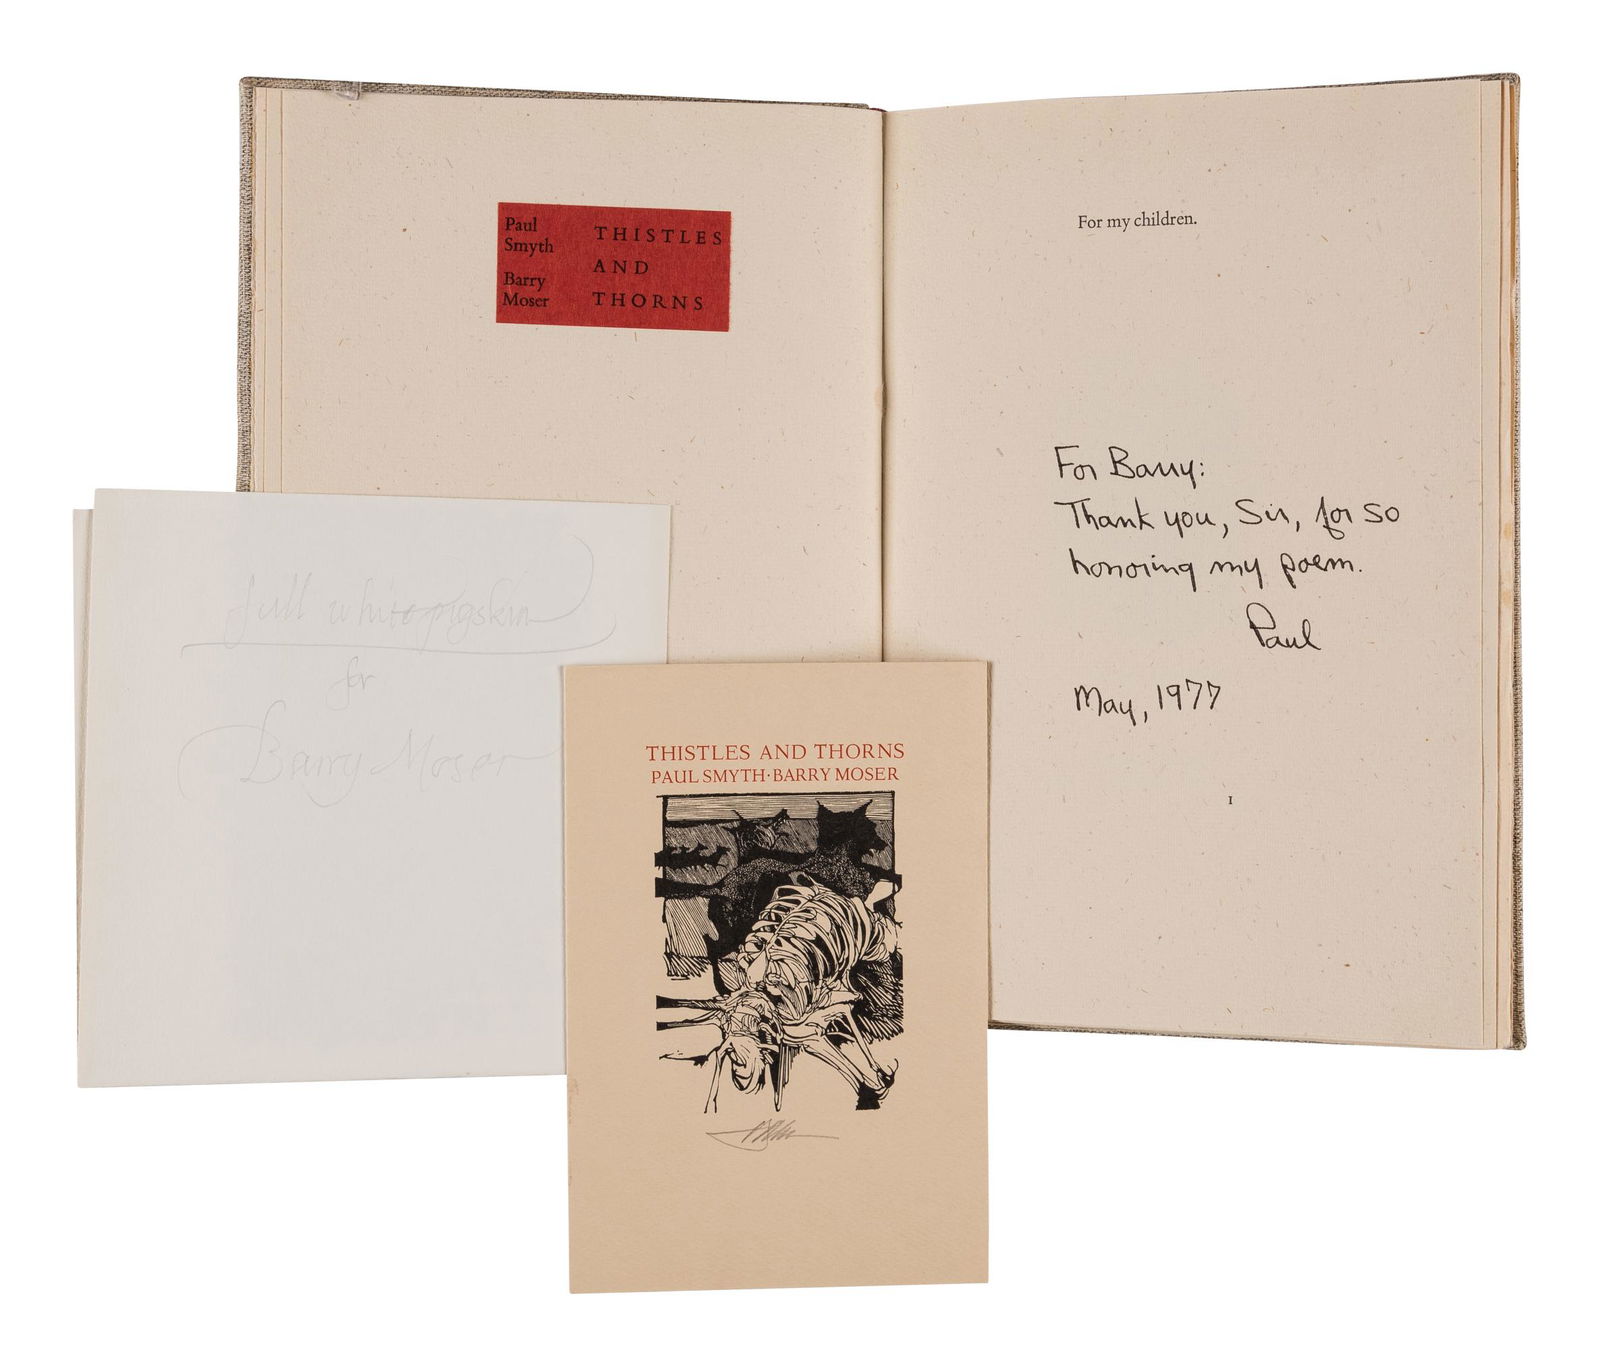 Paul
Smyth
Barry
Moser
THISTLES
AND
THORNS
For my children.
For Barry:
Thank you, Sir, for so
honoring my poem.
Paul
May, 1977
1
full white pigskin
for
Barry Moser
THISTLES AND THORNS
PAUL SMYTH · BARRY MOSER